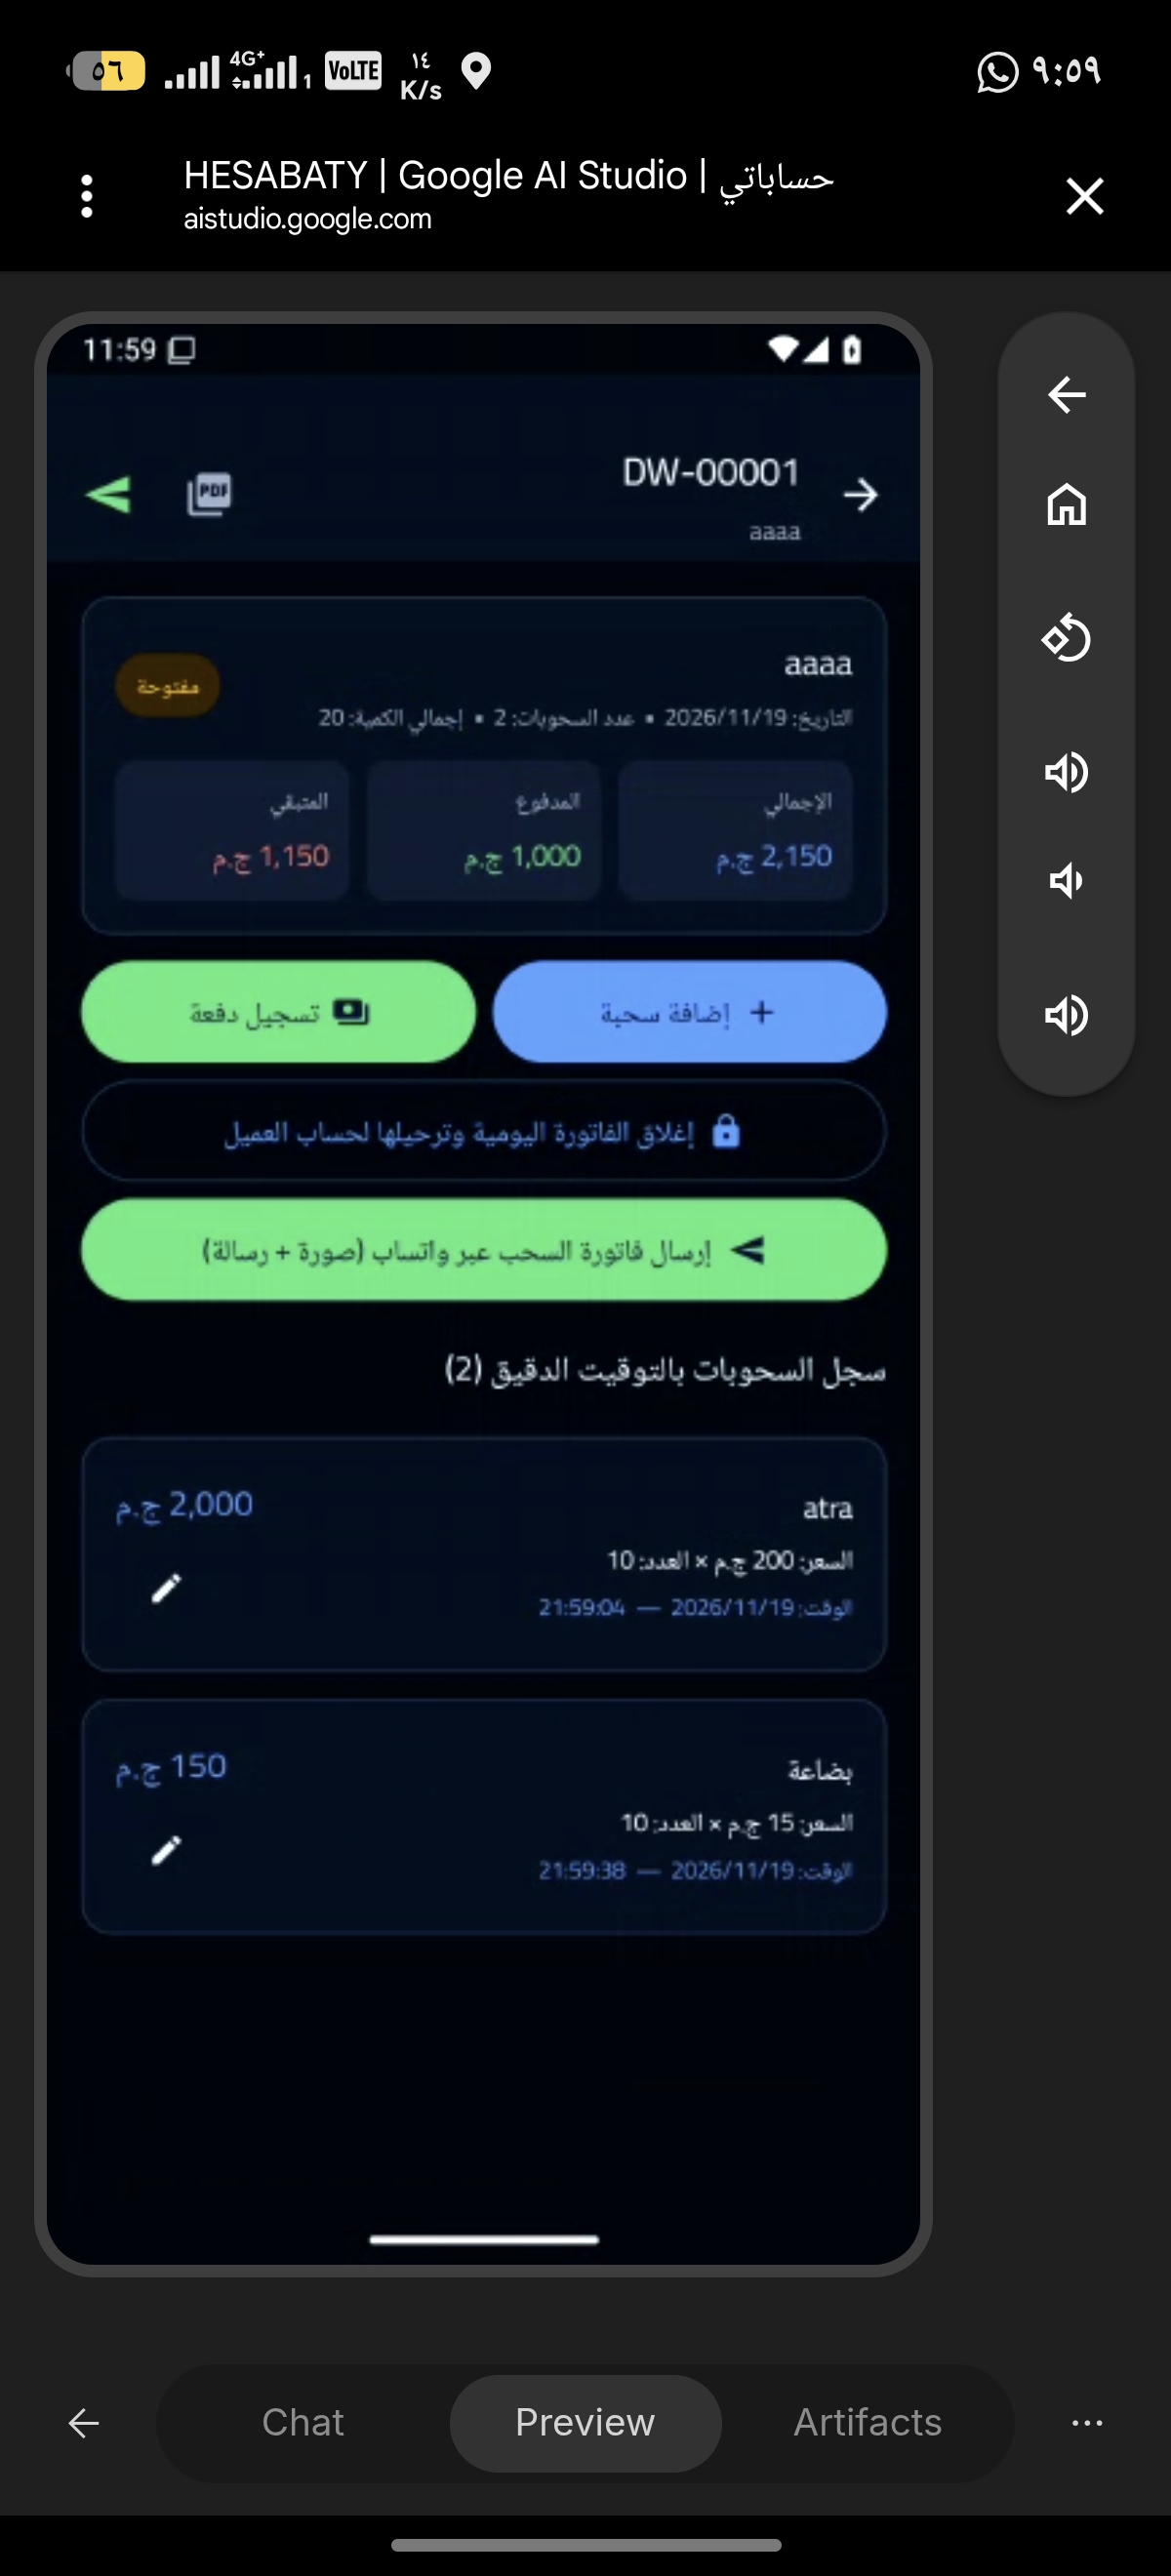 ٩:٥٩
١٤ K/s
VoLTE
4G+
1
٥٦
HESABATY | Google AI Studio | حساباتي
aistudio.google.com
11:59
DW-00001
aaaa
PDF
aaaa
مفتوحة
التاريخ: 2026/11/19 • عدد السحوبات: 2 • إجمالي الكمية: 20
الإجمالي
2,150 ج.م
المدفوع
1,000 ج.م
المتبقي
1,150 ج.م
+ إضافة سحبة
تسجيل دفعة
إغلاق الفاتورة اليومية وترحيلها لحساب العميل
إرسال فاتورة السحب عبر واتساب (صورة + رسالة)
سجل السحوبات بالتوقيت الدقيق (2)
atra
2,000 ج.م
السعر: 200 ج.م × العدد: 10
الوقت: 2026/11/19 — 21:59:04
بضاعة
150 ج.م
السعر: 15 ج.م × العدد: 10
الوقت: 2026/11/19 — 21:59:38
Chat
Preview
Artifacts